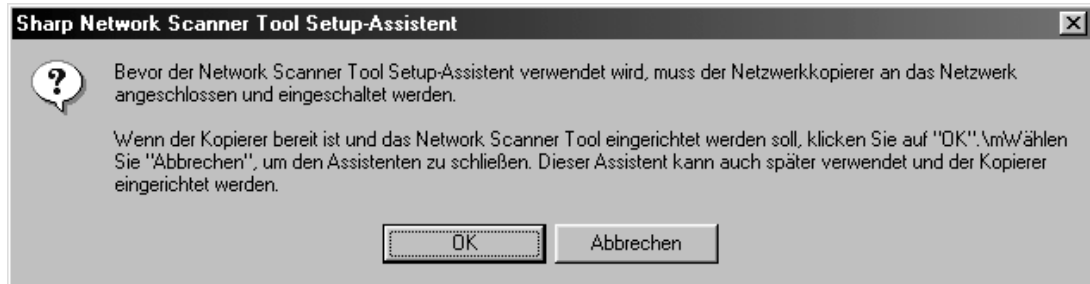 Sharp Network Scanner Tool Setup-Assistent
Bevor der Network Scanner Tool Setup-Assistent verwendet wird, muss der Netzwerkkopierer an das Netzwerk
angeschlossen und eingeschaltet werden.
Wenn der Kopierer bereit ist und das Network Scanner Tool eingerichtet werden soll, klicken Sie auf "OK".\mWählen
Sie "Abbrechen", um den Assistenten zu schließen. Dieser Assistent kann auch später verwendet und der Kopierer
eingerichtet werden.
OK
Abbrechen